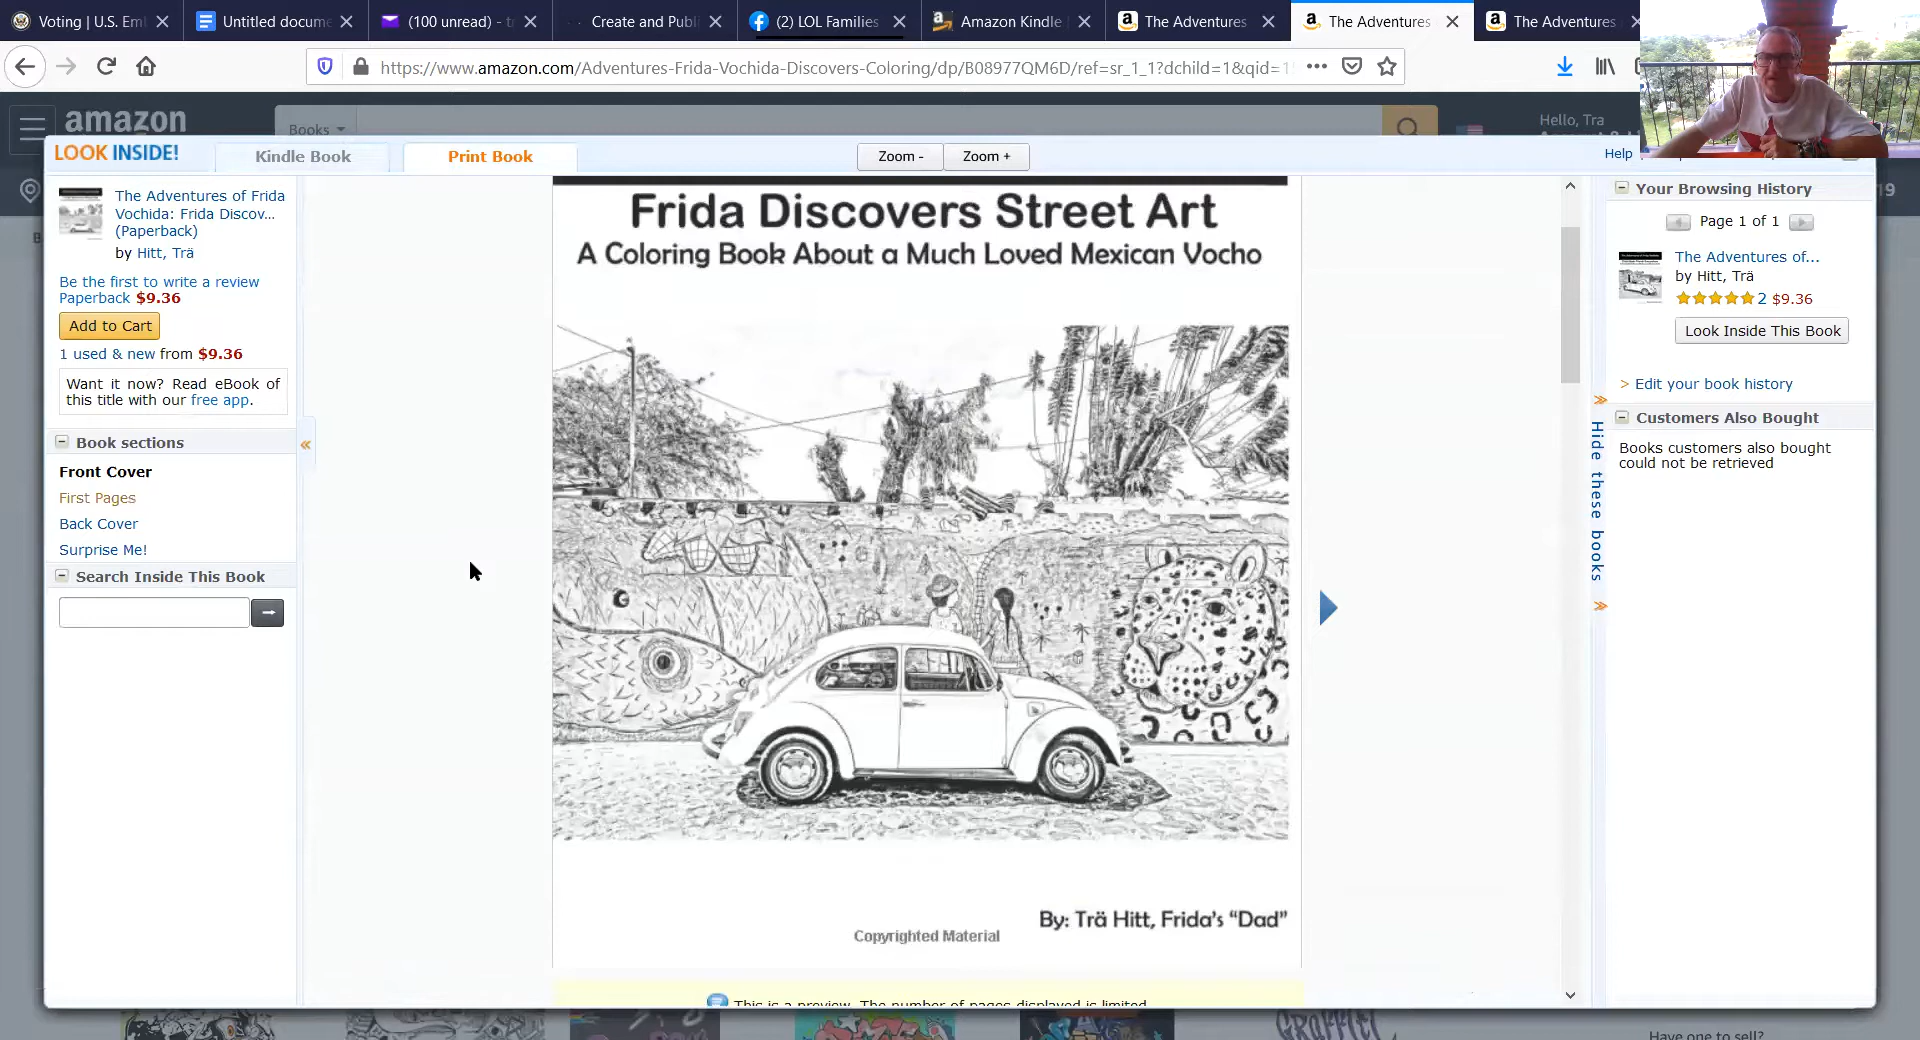 Voting | U.S. Em
Untitled docume
(100 unread) -
Create and Publ
(2) LOL Families
Amazon Kindle
The Adventures
The Adventures
The Adventures
https://www.amazon.com/Adventures-Frida-Vochida-Discovers-Coloring/dp/B08977QM6D/ref=sr_1_1?dchild=1&qid=1
amazon
Books
Hello, Tra
LOOK INSIDE!
Kindle Book
Print Book
Zoom -
Zoom +
Help
The Adventures of Frida
Vochida: Frida Discov...
(Paperback)
by Hitt, Trä
Be the first to write a review
Paperback $9.36
Add to Cart
1 used & new from $9.36
Want it now? Read eBook of
this title with our free app.
Book sections
Front Cover
First Pages
Back Cover
Surprise Me!
Search Inside This Book
Frida Discovers Street Art
A Coloring Book About a Much Loved Mexican Vocho
By: Trä Hitt, Frida's "Dad"
Copyrighted Material
This is a preview. The number of pages displayed is limited
Your Browsing History
19
Page 1 of 1
The Adventures of...
by Hitt, Trä
2 $9.36
Look Inside This Book
> Edit your book history
Customers Also Bought
Books customers also bought
could not be retrieved
Hide these books
Have one to sell?